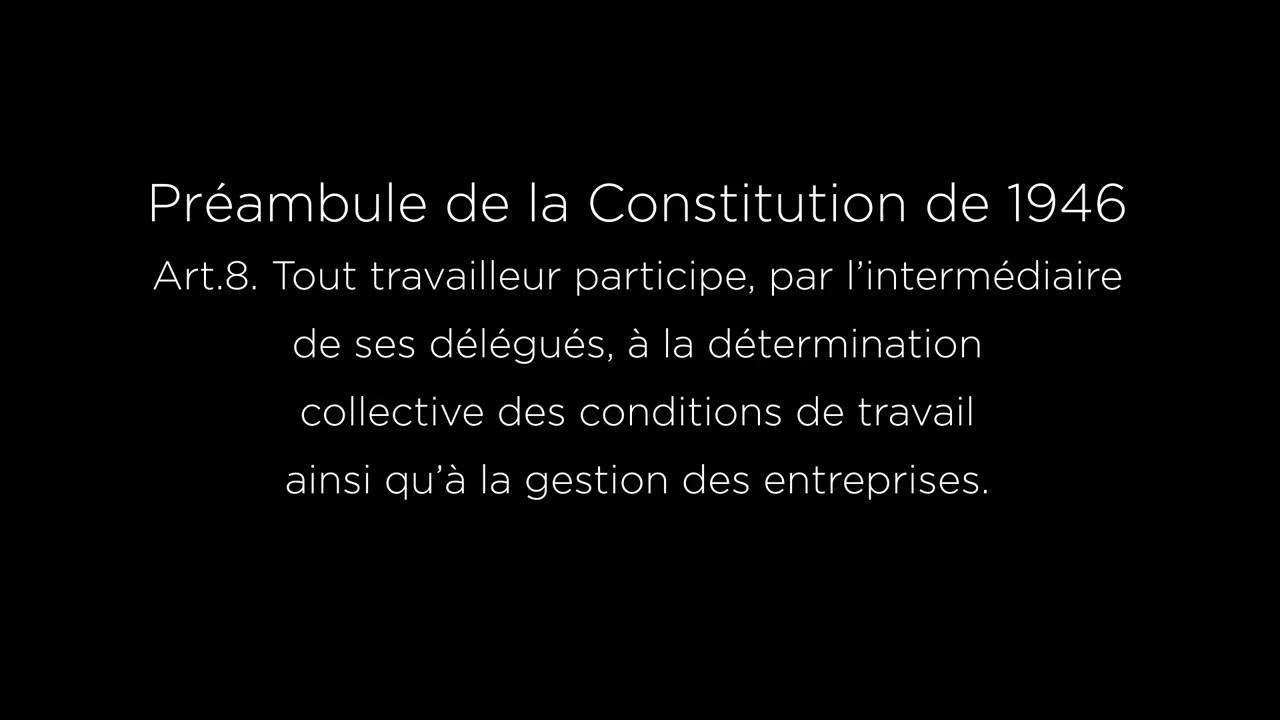 Préambule de la Constitution de 1946
Art.8. Tout travailleur participe, par l’intermédiaire
de ses délégués, à la détermination
collective des conditions de travail
ainsi qu’à la gestion des entreprises.